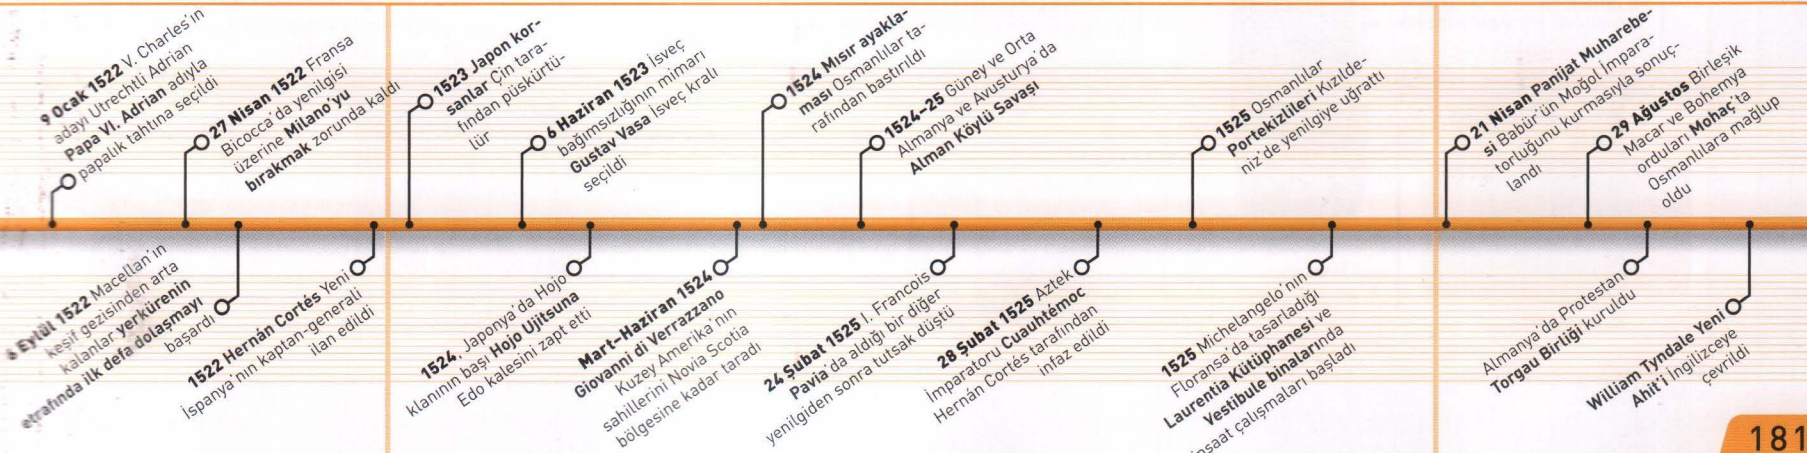 9 Ocak 1522 V. Charles'ın
adayı Utrechtli Adrian
Papa VI. Adrian adıyla
papalık tahtına seçildi
27 Nisan 1522 Fransa
Bicocca'da yenilgisi
üzerine Milano'yu
bırakmak zorunda kaldı
1523 Japon kor-
sanlar Çin tara-
fından püskürtü-
lür
6 Haziran 1523 İsveç
bağımsızlığının mimarı
Gustav Vasa İsveç kralı
seçildi
1524 Mısır ayakla-
ması Osmanlılar ta-
rafından bastırıldı
1524–25 Güney ve Orta
Almanya ve Avusturya'da
Alman Köylü Savaşı
1525 Osmanlılar
Portekizlileri Kızılde-
niz de yenilgiye uğrattı
21 Nisan Panijat Muharebe-
si Babür'ün Moğol İmpara-
torluğunu kurmasıyla sonuç-
landı
29 Ağustos Birleşik
Macar ve Bohemya
orduları Mohaç'ta
Osmanlılara mağlup
oldu
6 Eylül 1522 Macellan'ın
keşif gezisinden arta
kalanlar yerkürenin
etrafında ilk defa dolaşmayı
başardı
1522 Hernán Cortés Yeni
İspanya'nın kaptan-generali
ilan edildi
1524, Japonya'da Hojo
klanının başı Hojo Ujitsuna
Edo kalesini zapt etti
Mart–Haziran 1524
Giovanni di Verrazzano
Kuzey Amerika'nın
sahillerini Novia Scotia
bölgesine kadar taradı
24 Şubat 1525 I. Francois
Pavia'da aldığı bir diğer
yenilgiden sonra tutsak düştü
28 Şubat 1525 Aztek
İmparatoru Cuauhtémoc
Hernán Cortés tarafından
infaz edildi
1525 Michelangelo'nın
Floransa'da tasarladığı
Laurentia Kütüphanesi ve
Vestibule binalarında
inşaat çalışmaları başladı
Almanya'da Protestan
Torgau Birliği kuruldu
William Tyndale Yeni
Ahit'i İngilizceye
çevrildi
181